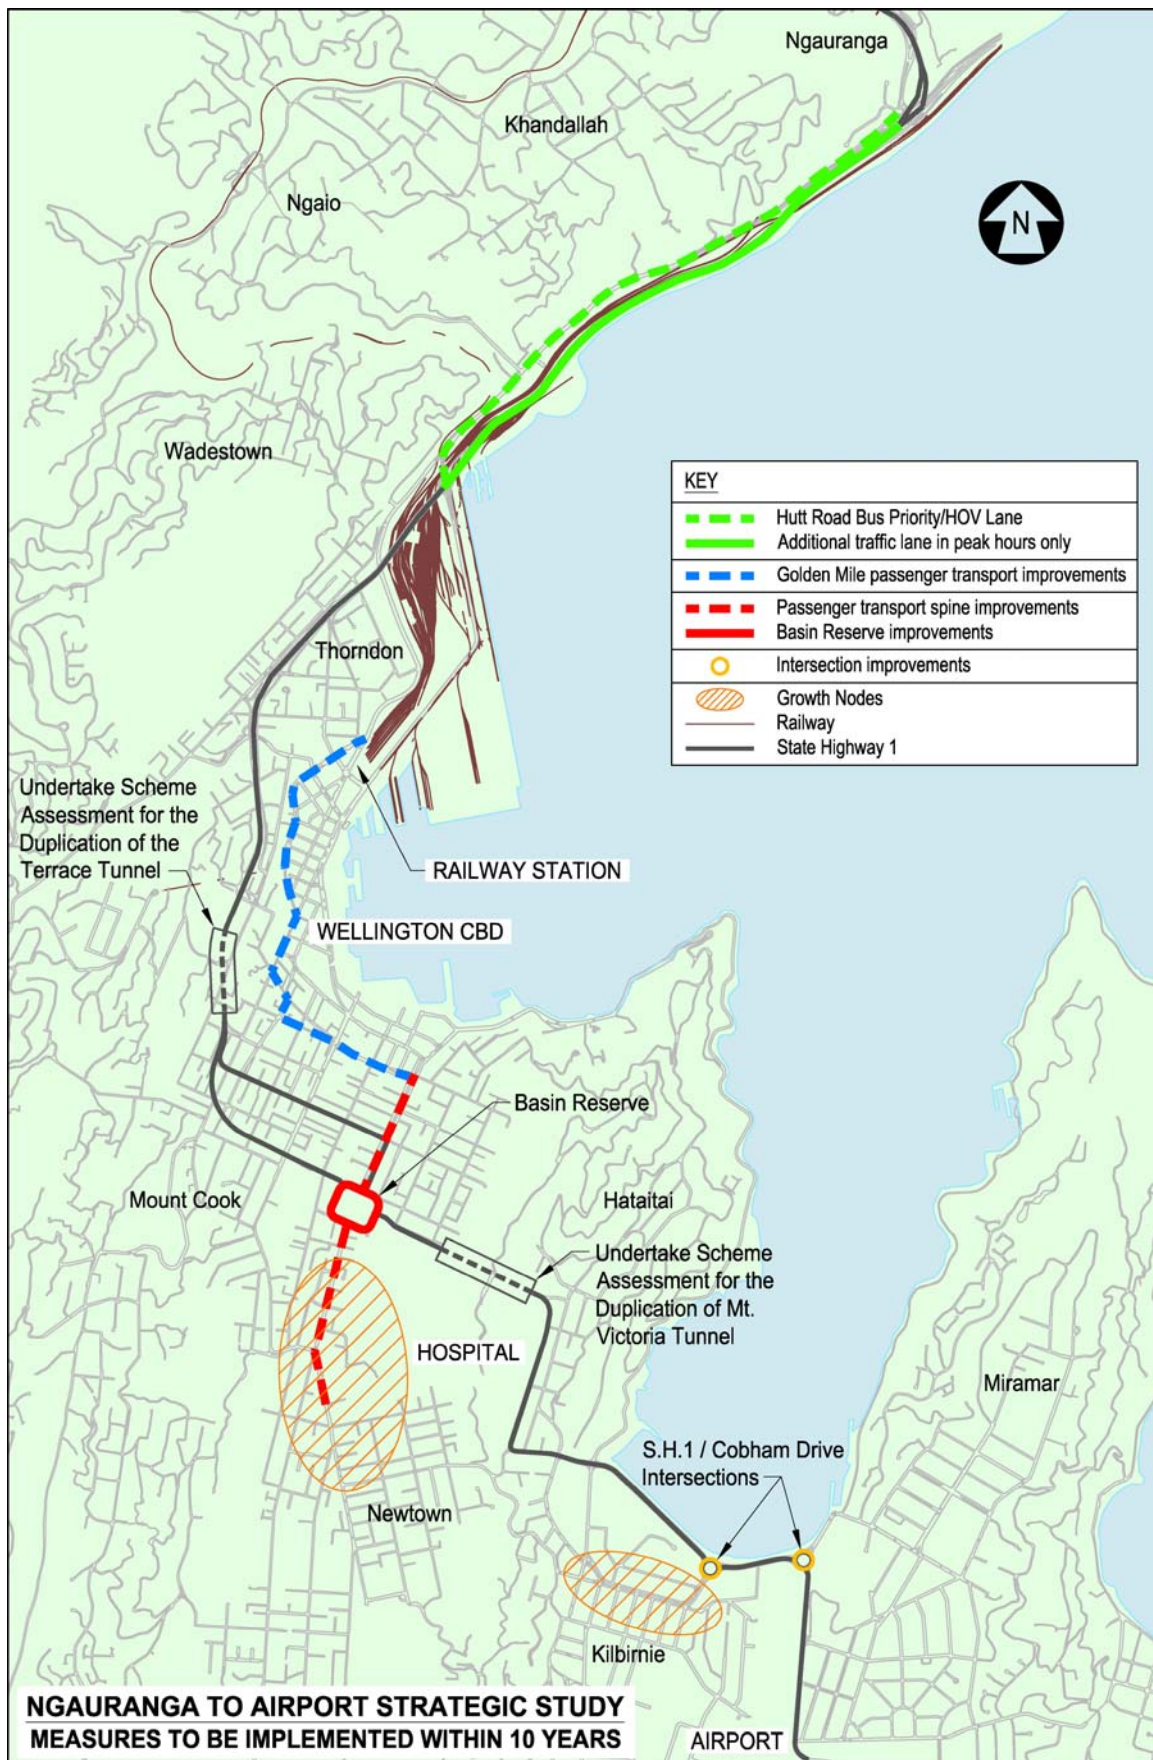 Ngauranga
Khandallah
Ngaio
N
Wadestown
KEY
Hutt Road Bus Priority/HOV Lane
Additional traffic lane in peak hours only
Golden Mile passenger transport improvements
Passenger transport spine improvements
Basin Reserve improvements
Intersection improvements
Growth Nodes
Railway
State Highway 1
Thorndon
Undertake Scheme
Assessment for the
Duplication of the
Terrace Tunnel
RAILWAY STATION
WELLINGTON CBD
Basin Reserve
Mount Cook
Hataitai
Undertake Scheme
Assessment for the
Duplication of Mt.
Victoria Tunnel
HOSPITAL
Miramar
S.H.1 / Cobham Drive
Intersections
Newtown
Kilbirnie
NGAURANGA TO AIRPORT STRATEGIC STUDY
MEASURES TO BE IMPLEMENTED WITHIN 10 YEARS
AIRPORT